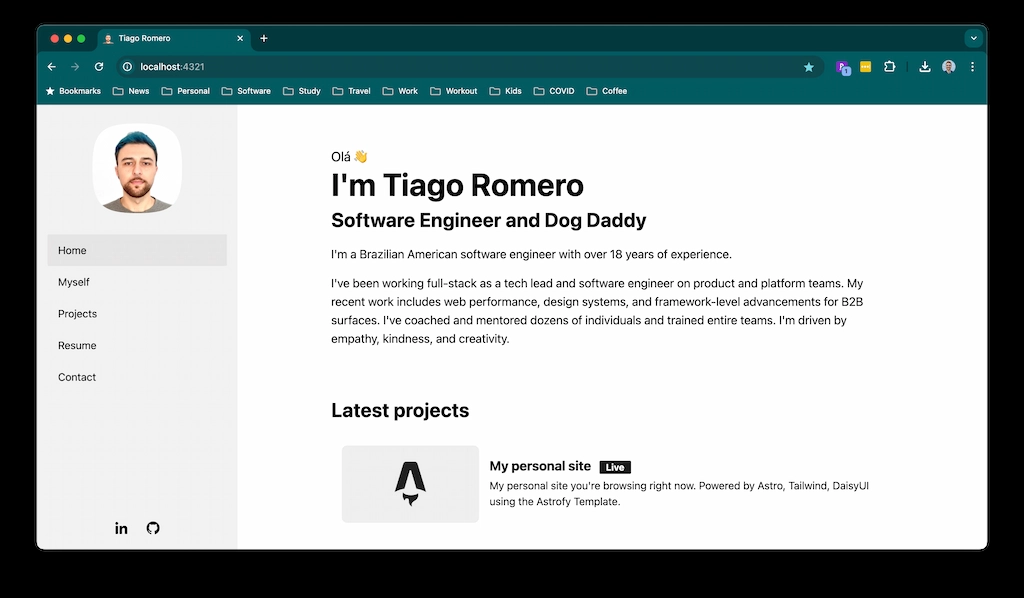 Tiago Romero
localhost:4321
Bookmarks News Personal Software Study Travel Work Workout Kids COVID Coffee
Home
Myself
Projects
Resume
Contact
in
Olá 👋
I'm Tiago Romero
Software Engineer and Dog Daddy
I'm a Brazilian American software engineer with over 18 years of experience.
I've been working full-stack as a tech lead and software engineer on product and platform teams. My
recent work includes web performance, design systems, and framework-level advancements for B2B
surfaces. I've coached and mentored dozens of individuals and trained entire teams. I'm driven by
empathy, kindness, and creativity.
Latest projects
My personal site Live
My personal site you're browsing right now. Powered by Astro, Tailwind, DaisyUI
using the Astrofy Template.